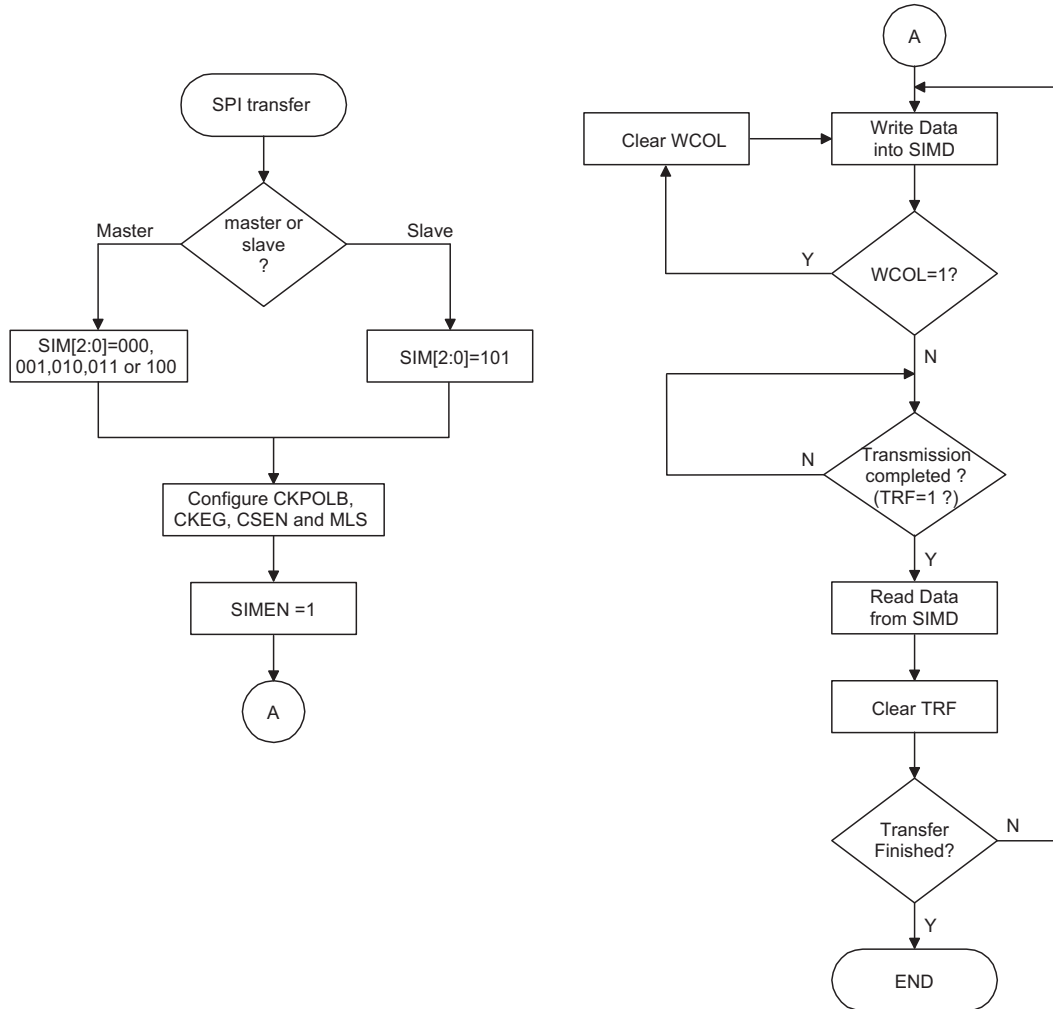 SPI transfer
master or
slave
?
Master
Slave
SIM[2:0]=000,
001,010,011 or 100
SIM[2:0]=101
Configure CKPOLB,
CKEG, CSEN and MLS
SIMEN =1
A
A
Clear WCOL
Write Data
into SIMD
Y
WCOL=1?
N
N
Transmission
completed ?
(TRF=1 ?)
Y
Read Data
from SIMD
Clear TRF
Transfer
Finished?
N
Y
END